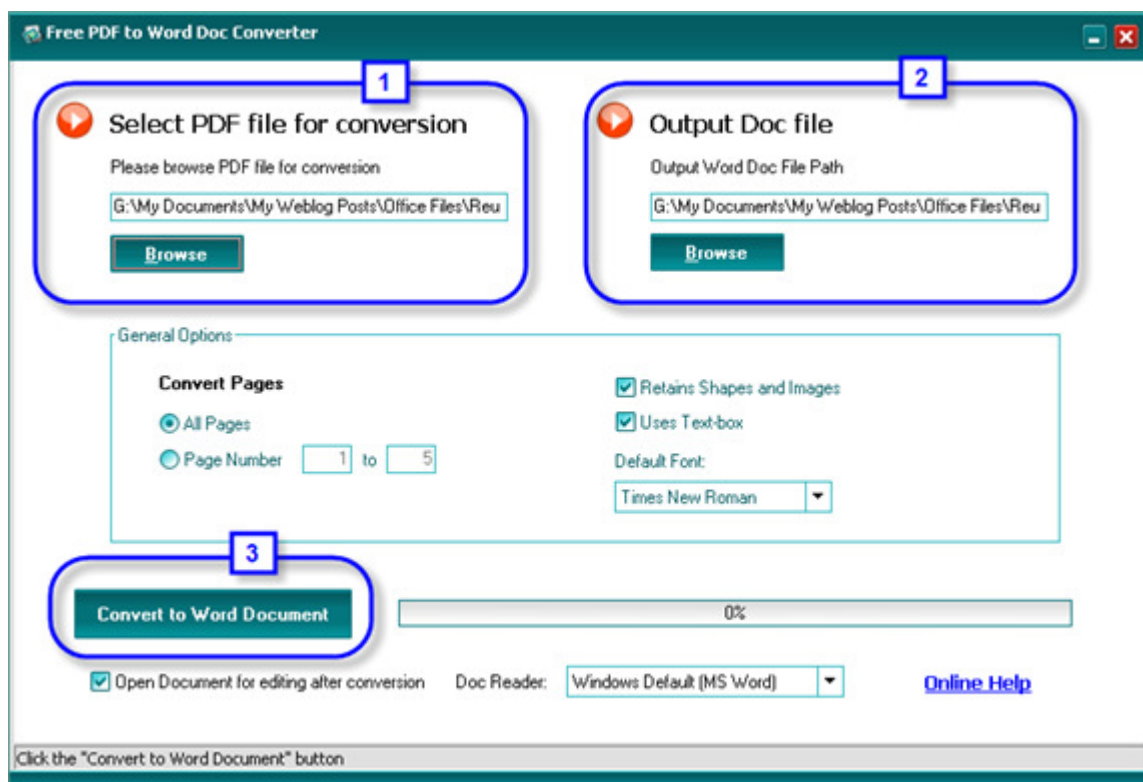 Free PDF to Word Doc Converter
1
2
Select PDF file for conversion
Output Doc file
Please browse PDF file for conversion
Output Word Doc File Path
G:\My Documents\My Weblog Posts\Office Files\Reu
G:\My Documents\My Weblog Posts\Office Files\Reu
Browse
Browse
General Options
Convert Pages
Retains Shapes and Images
All Pages
Uses Text-box
Page Number 1 to 5
Default Font:
Times New Roman
3
Convert to Word Document
0%
Open Document for editing after conversion
Doc Reader: Windows Default (MS Word)
Online Help
Click the "Convert to Word Document" button